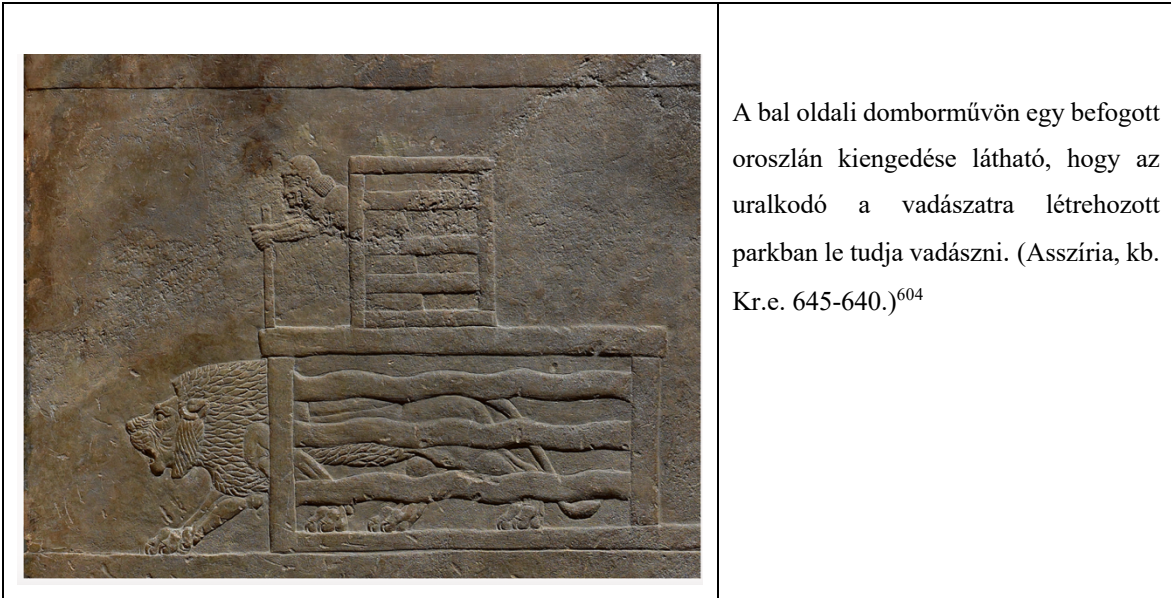 A bal oldali domborművön egy befogott
oroszlán kiengedése látható, hogy az
uralkodó a vadászatra létrehozott
parkban le tudja vadászni. (Asszíria, kb.
Kr.e. 645-640.)604